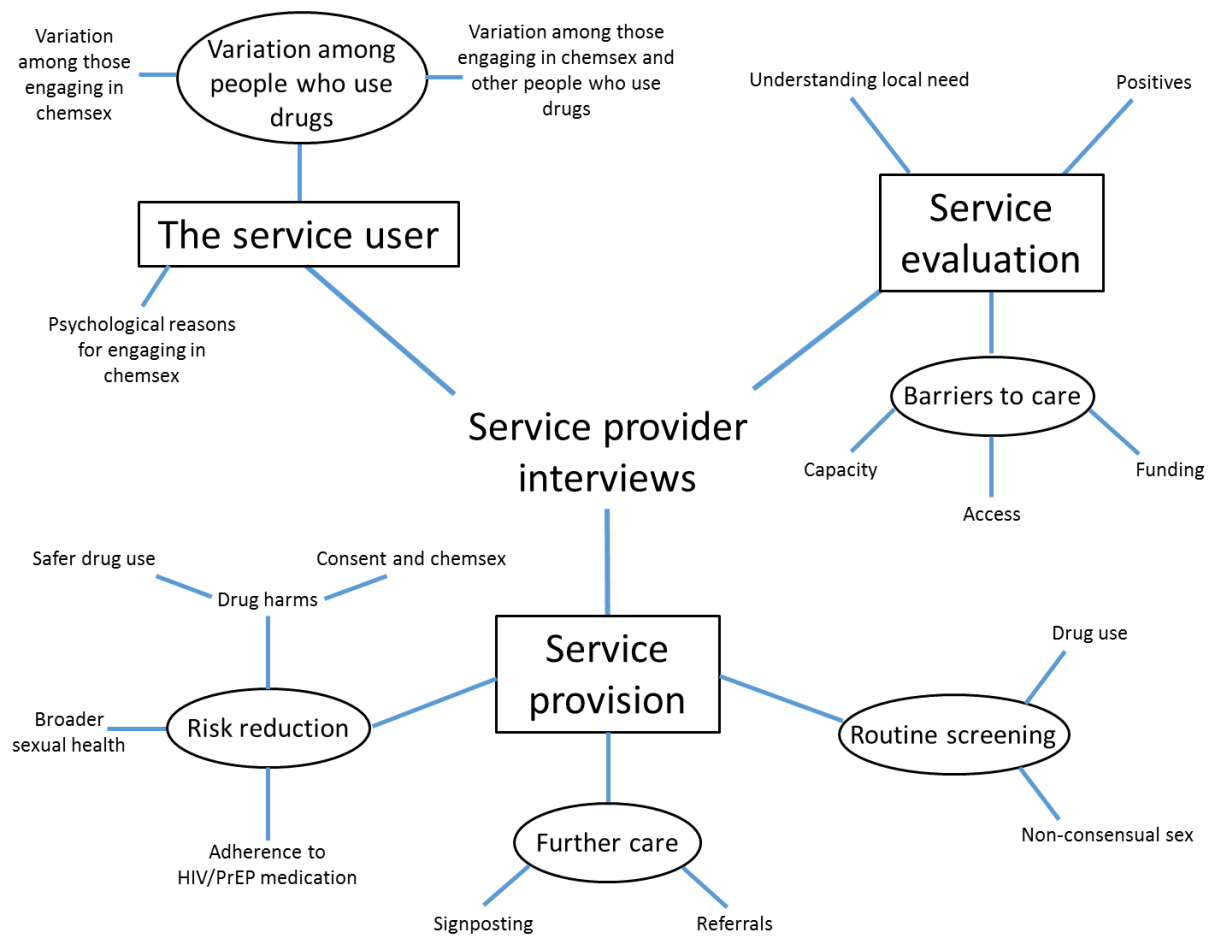 Variation
among those
engaging in
chemsex
Variation among
people who use
drugs
Variation among those
engaging in chemsex and
other people who use
drugs
The service user
Psychological reasons
for engaging in
chemsex
Understanding local need
Positives
Service
evaluation
Barriers to care
Capacity
Access
Funding
Service provider
interviews
Safer drug use
Consent and chemsex
Drug harms
Broader
sexual health
Risk reduction
Adherence to
HIV/PrEP medication
Service
provision
Further care
Signposting
Referrals
Drug use
Routine screening
Non-consensual sex